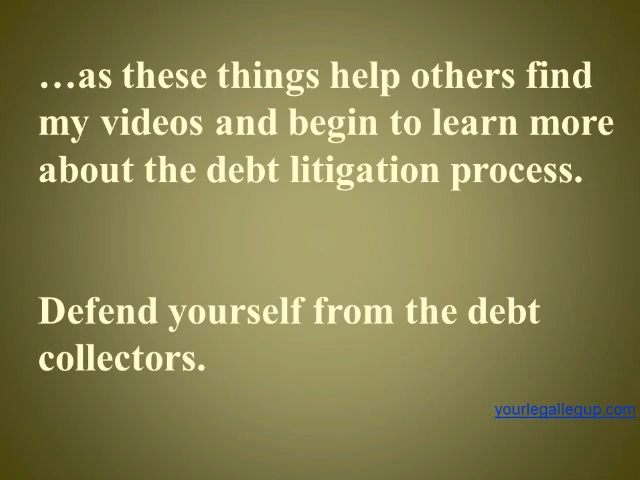 …as these things help others find
my videos and begin to learn more
about the debt litigation process.
Defend yourself from the debt
collectors.
yourlegallegup.com